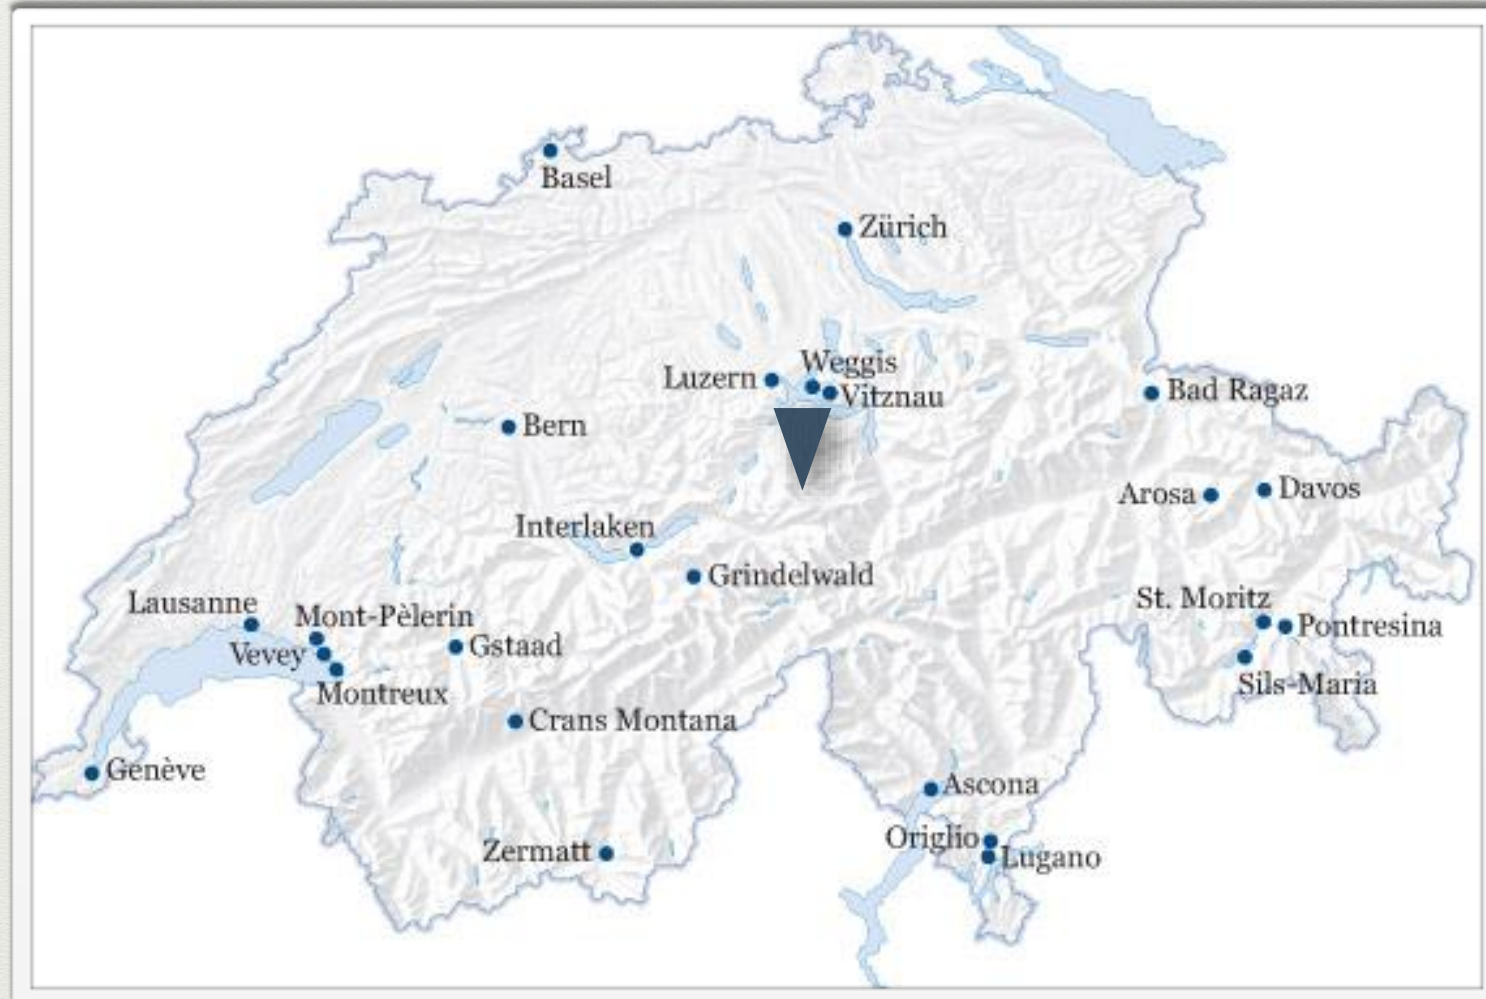 Basel
Zürich
Weggis
Luzern
Vitznau
Bad Ragaz
Bern
Arosa
Davos
Interlaken
Grindelwald
Lausanne
Mont-Pèlerin
St. Moritz
Pontresina
Vevey
Gstaad
Montreux
Sils-Maria
Crans Montana
Genève
Ascona
Origlio
Zermatt
Lugano